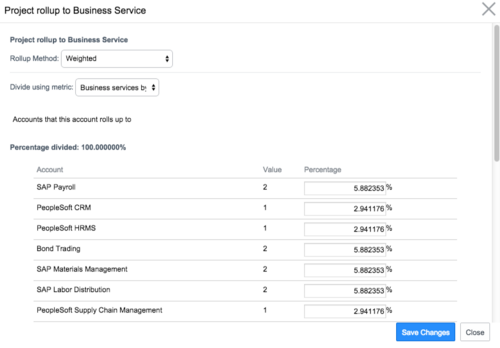 Project rollup to Business Service
Project rollup to Business Service
Rollup Method: Weighted
Divide using metric: Business services by
Accounts that this account rolls up to
Percentage divided: 100.000000%
Account Value Percentage
SAP Payroll 2 5.882353 %
PeopleSoft CRM 1 2.941176 %
PeopleSoft HRMS 1 2.941176 %
Bond Trading 2 5.882353 %
SAP Materials Management 2 5.882353 %
SAP Labor Distribution 2 5.882353 %
PeopleSoft Supply Chain Management 1 2.941176 %
Save Changes Close